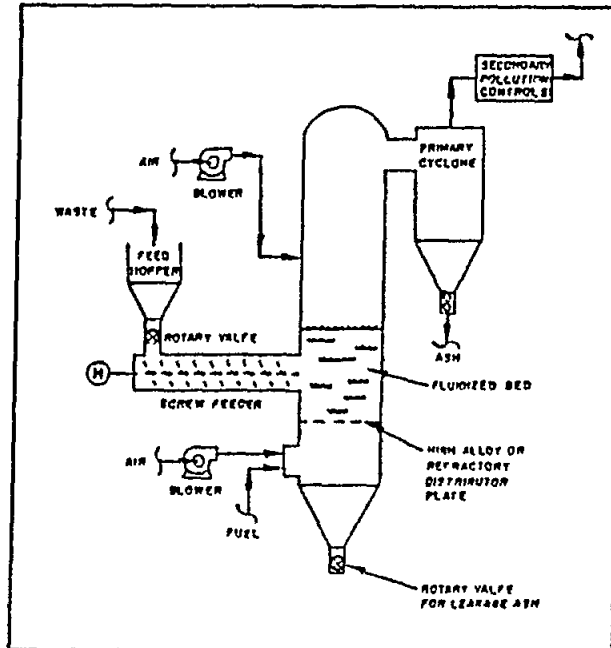 SECONDARY
POLLUTION
CONTROLS
PRIMARY
CYCLONE
AIR
BLOWER
WASTE
FEED
HOPPER
ROTARY VALVE
ASH
FLUIDIZED BED
SCREW FEEDER
HIGH ALLOY OR
REFRACTORY
DISTRIBUTOR
PLATE
AIR
BLOWER
FUEL
ROTARY VALVE
FOR LEAKAGE ASH